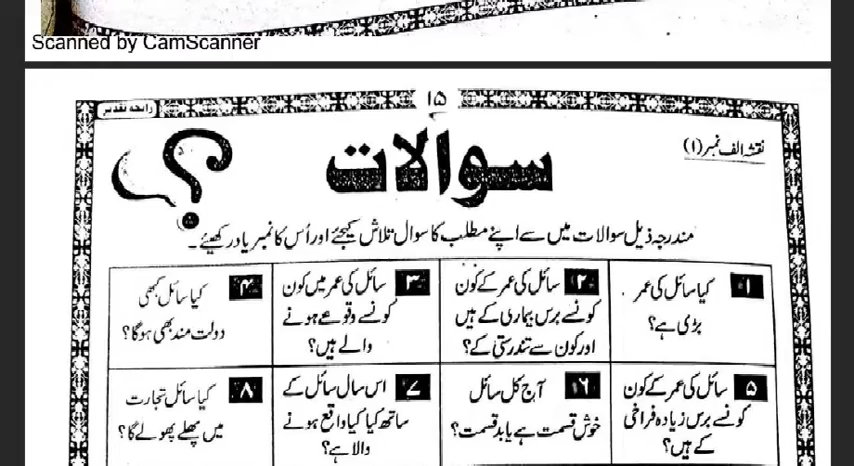 Scanned by CamScanner
زائچہ تقدیر
۱۵
نقشہ الف نمبر (۱)
سوالات
؟
مندرجہ ذیل سوالات میں سے اپنے مطلب کا سوال تلاش کیجئے اور اُس کا نمبر یاد رکھیئے۔
۱ کیا سائل کی عمر
بڑی ہے؟
۲ سائل کی عمر کے کون
کونسے برس بیماری کے ہیں
اور کون سے تندرستی کے؟
۳ سائل کی عمر میں کون
کونسے وقوعے ہونے
والے ہیں؟
۴ کیا سائل کبھی
دولت مند بھی ہوگا؟
۵ سائل کی عمر کے کون
کونسے برس زیادہ فراخی
کے ہیں؟
۶ آج کل سائل
خوش قسمت ہے یا بدقسمت؟
۷ اس سال سائل کے
ساتھ کیا کیا واقع ہونے
والا ہے؟
۸ کیا سائل تجارت
میں پھلے پھولے گا؟